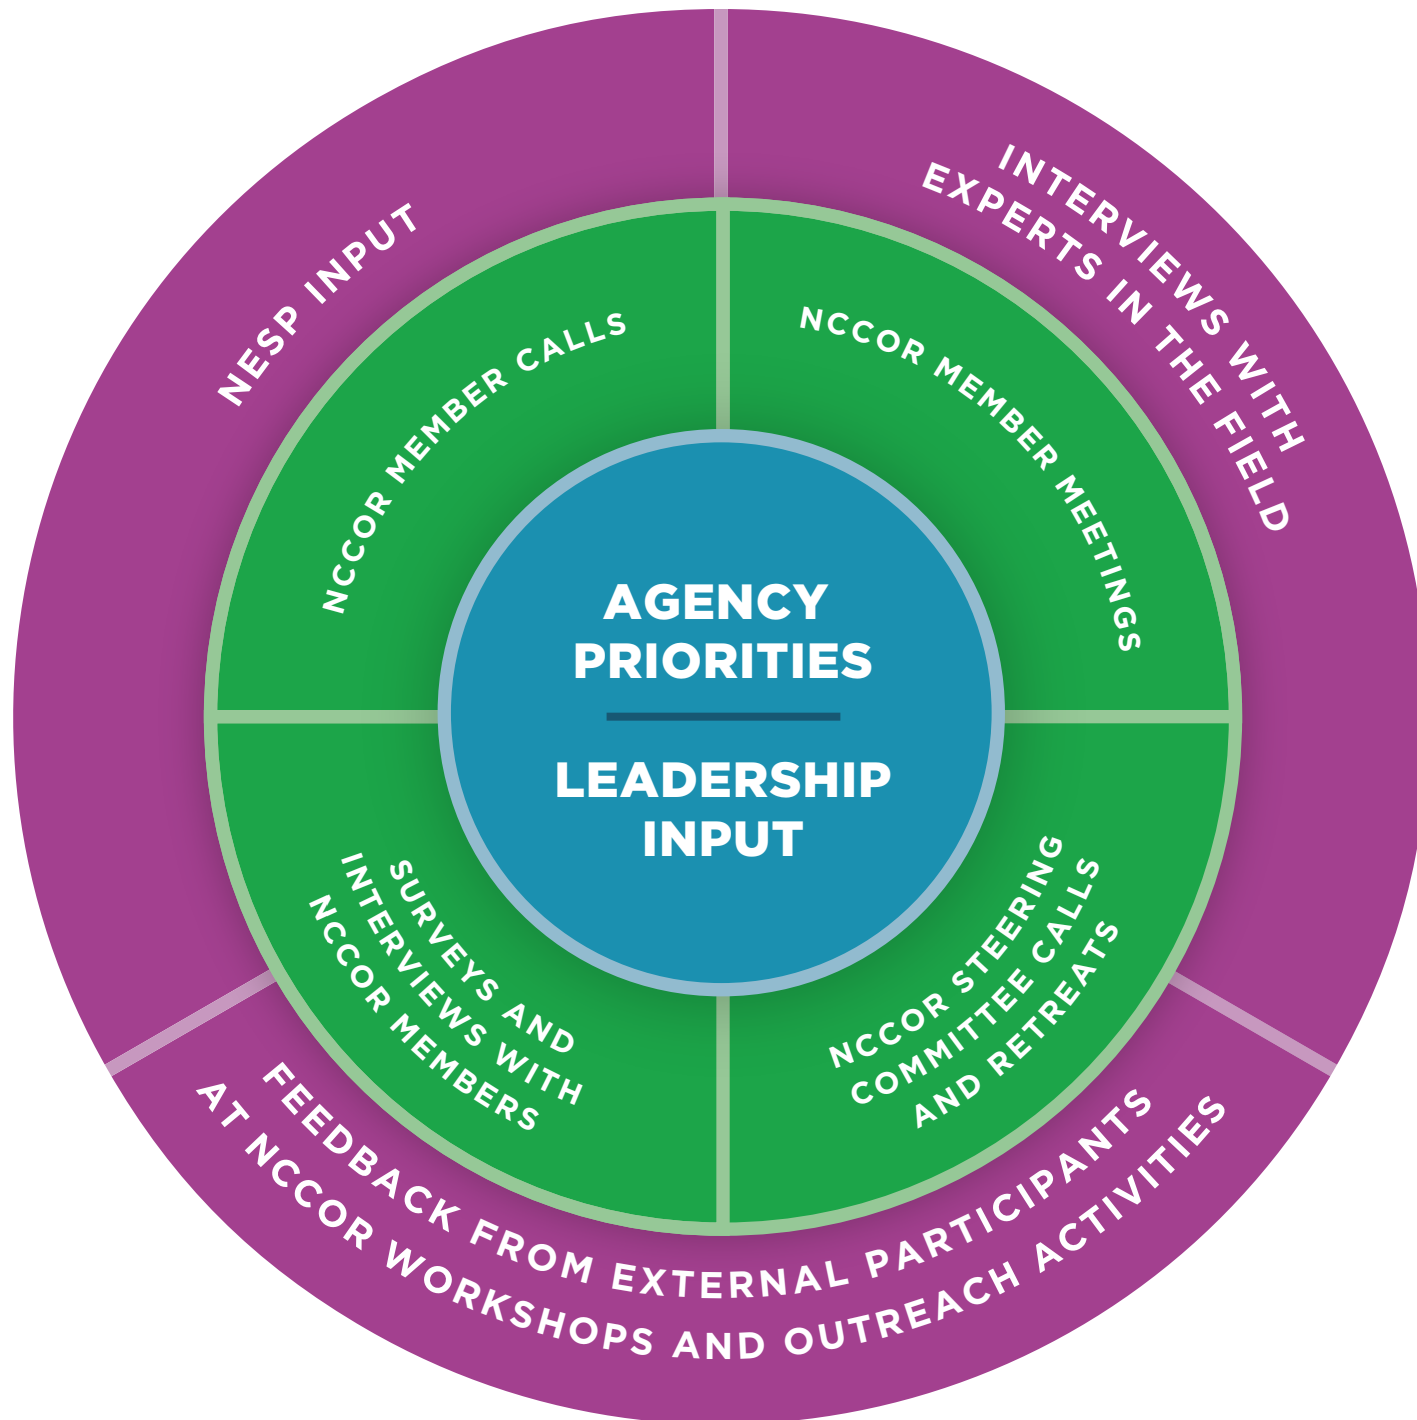 NESP INPUT
INTERVIEWS WITH
EXPERTS IN THE FIELD
NCCOR MEMBER CALLS
NCCOR MEMBER MEETINGS
AGENCY
PRIORITIES
LEADERSHIP
INPUT
SURVEYS AND
INTERVIEWS WITH
NCCOR MEMBERS
NCCOR STEERING
COMMITTEE CALLS
AND RETREATS
FEEDBACK FROM EXTERNAL PARTICIPANTS
AT NCCOR WORKSHOPS AND OUTREACH ACTIVITIES